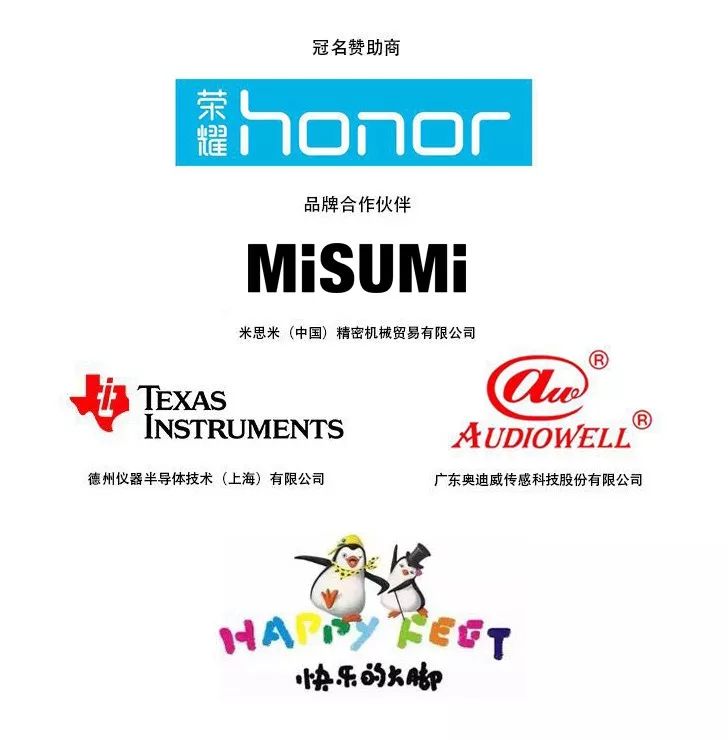 冠名赞助商
荣耀 honor
品牌合作伙伴
MiSUMi
米思米（中国）精密机械贸易有限公司
TEXAS
INSTRUMENTS
德州仪器半导体技术（上海）有限公司
aw®
AUDIOWELL®
广东奥迪威传感科技股份有限公司
HAPPY FEET
快乐的大脚